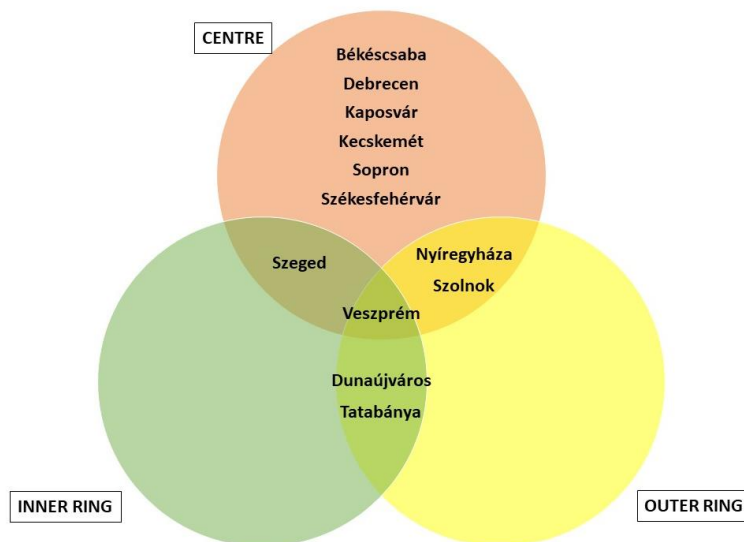 CENTRE
Békéscsaba
Debrecen
Kaposvár
Kecskemét
Sopron
Székesfehérvár
Szeged
Nyíregyháza
Szolnok
Veszprém
Dunaújváros
Tatabánya
INNER RING
OUTER RING